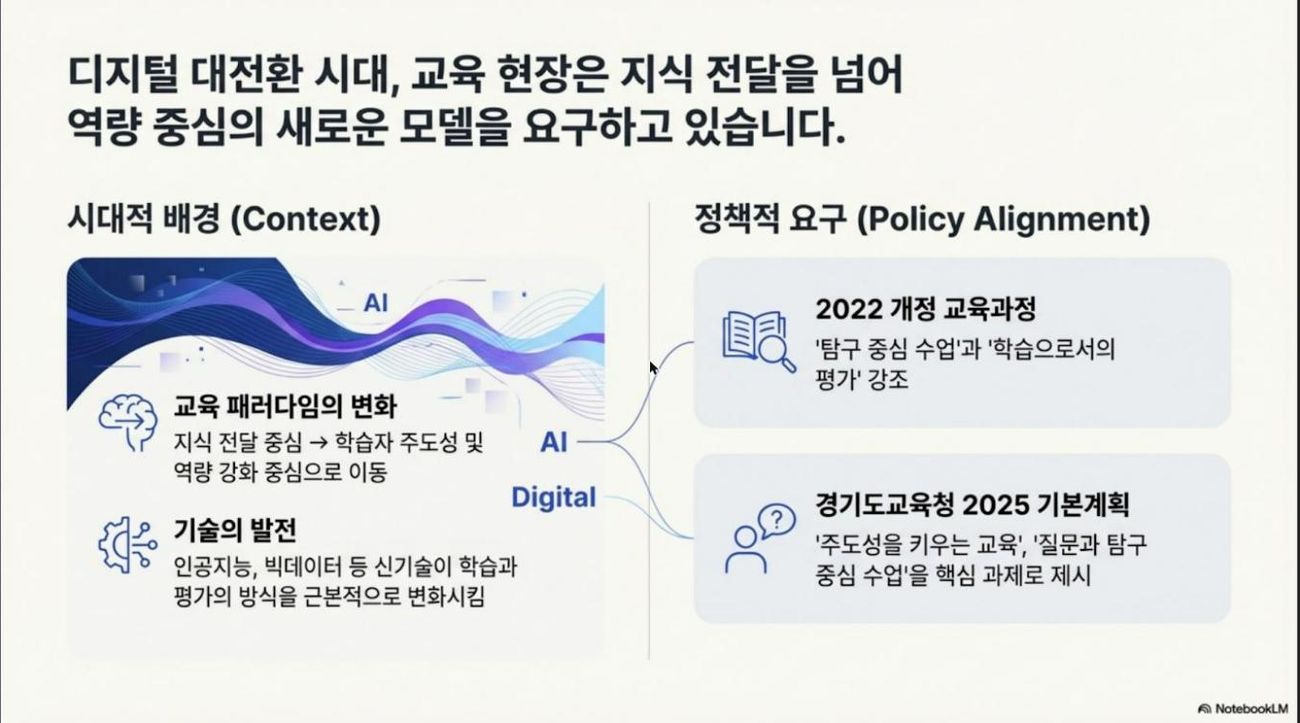 디지털 대전환 시대, 교육 현장은 지식 전달을 넘어
역량 중심의 새로운 모델을 요구하고 있습니다.
시대적 배경 (Context)
AI
교육 패러다임의 변화
지식 전달 중심 → 학습자 주도성 및
역량 강화 중심으로 이동
기술의 발전
인공지능, 빅데이터 등 신기술이 학습과
평가의 방식을 근본적으로 변화시킴
AI
Digital
정책적 요구 (Policy Alignment)
2022 개정 교육과정
'탐구 중심 수업'과 '학습으로서의
평가' 강조
?
경기도교육청 2025 기본계획
'주도성을 키우는 교육', '질문과 탐구
중심 수업'을 핵심 과제로 제시
NotebookLM